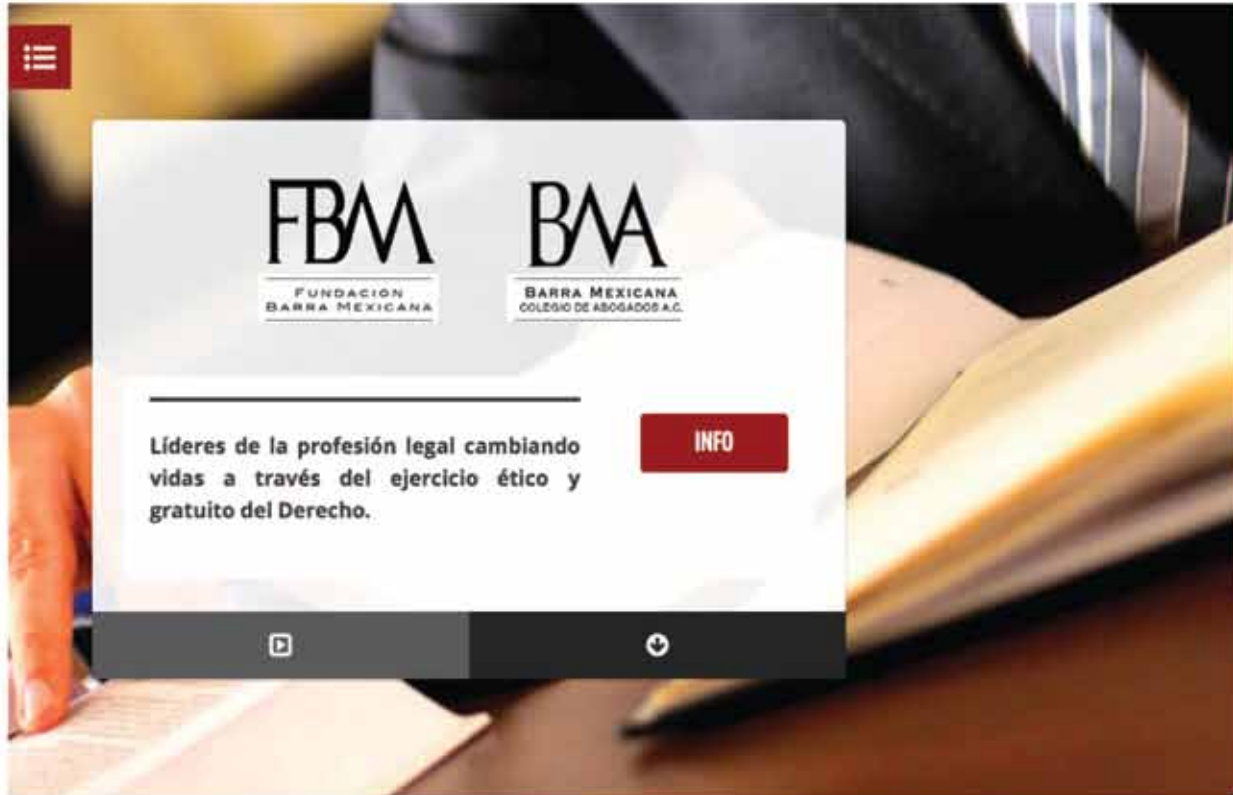 FBM
FUNDACION
BARRA MEXICANA
BMA
BARRA MEXICANA
COLEGIO DE ABOGADOS A.C.
Líderes de la profesión legal cambiando
vidas a través del ejercicio ético y
gratuito del Derecho.
INFO